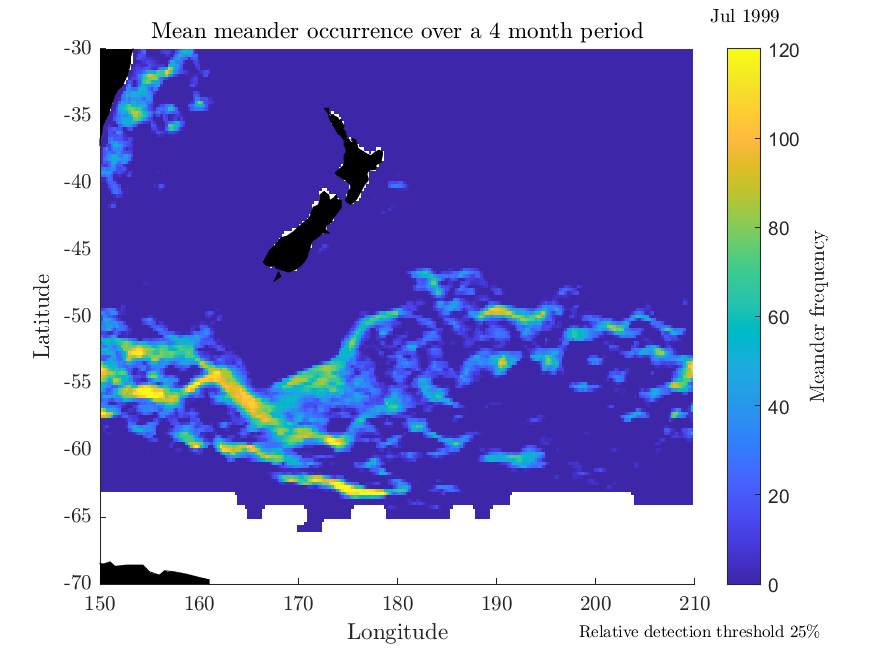 Jul 1999
Mean meander occurrence over a 4 month period
-30
-35
-40
-45
-50
-55
-60
-65
-70
Latitude
150 160 170 180 190 200 210
Longitude
120
100
80
60
40
20
0
Meander frequency
Relative detection threshold 25%